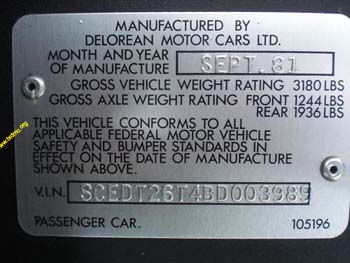 MANUFACTURED BY
DELOREAN MOTOR CARS LTD.
MONTH AND YEAR
OF MANUFACTURE SEPT.81
GROSS VEHICLE WEIGHT RATING 3180 LBS
GROSS AXLE WEIGHT RATING FRONT 1244 LBS
REAR 1936 LBS
THIS VEHICLE CONFORMS TO ALL
APPLICABLE FEDERAL MOTOR VEHICLE
SAFETY AND BUMPER STANDARDS IN
EFFECT ON THE DATE OF MANUFACTURE
SHOWN ABOVE.
V.I.N. SCEDT26T4BD003989
PASSENGER CAR. 105196